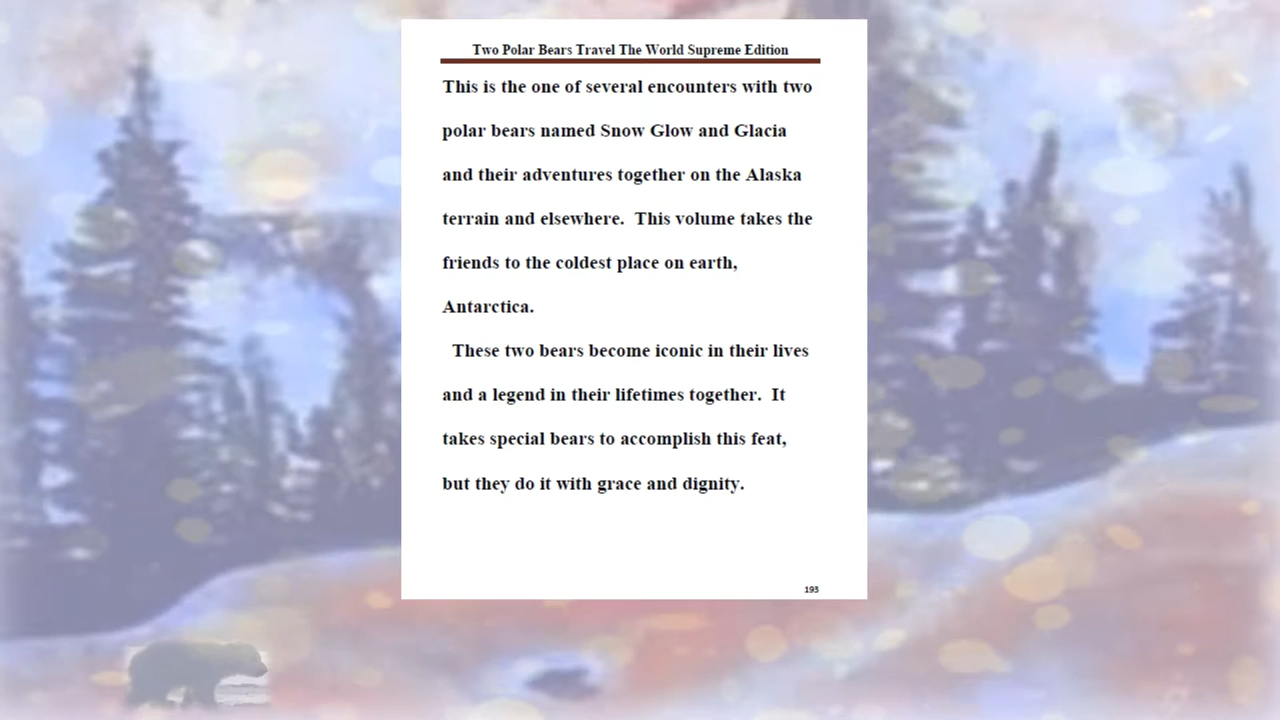 Two Polar Bears Travel The World Supreme Edition
This is the one of several encounters with two
polar bears named Snow Glow and Glacia
and their adventures together on the Alaska
terrain and elsewhere.  This volume takes the
friends to the coldest place on earth,
Antarctica.
These two bears become iconic in their lives
and a legend in their lifetimes together.  It
takes special bears to accomplish this feat,
but they do it with grace and dignity.
193